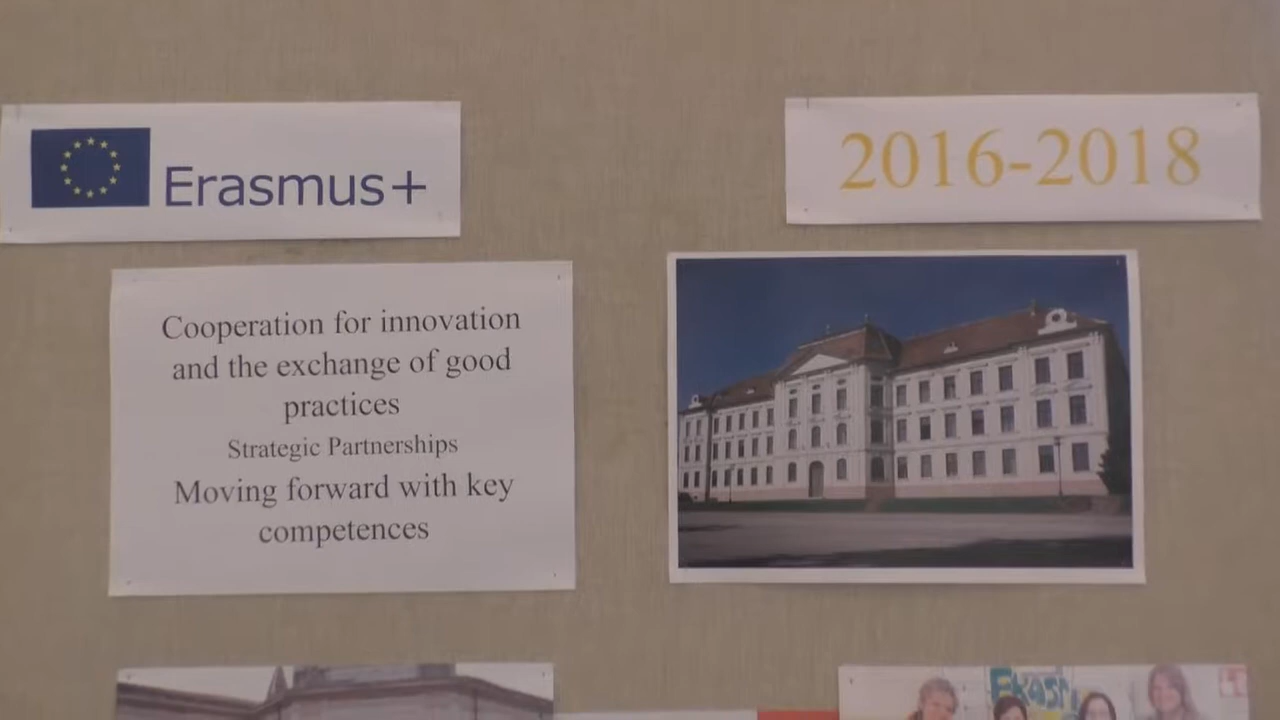 Erasmus+
2016-2018
Cooperation for innovation
and the exchange of good
practices
Strategic Partnerships
Moving forward with key
competences